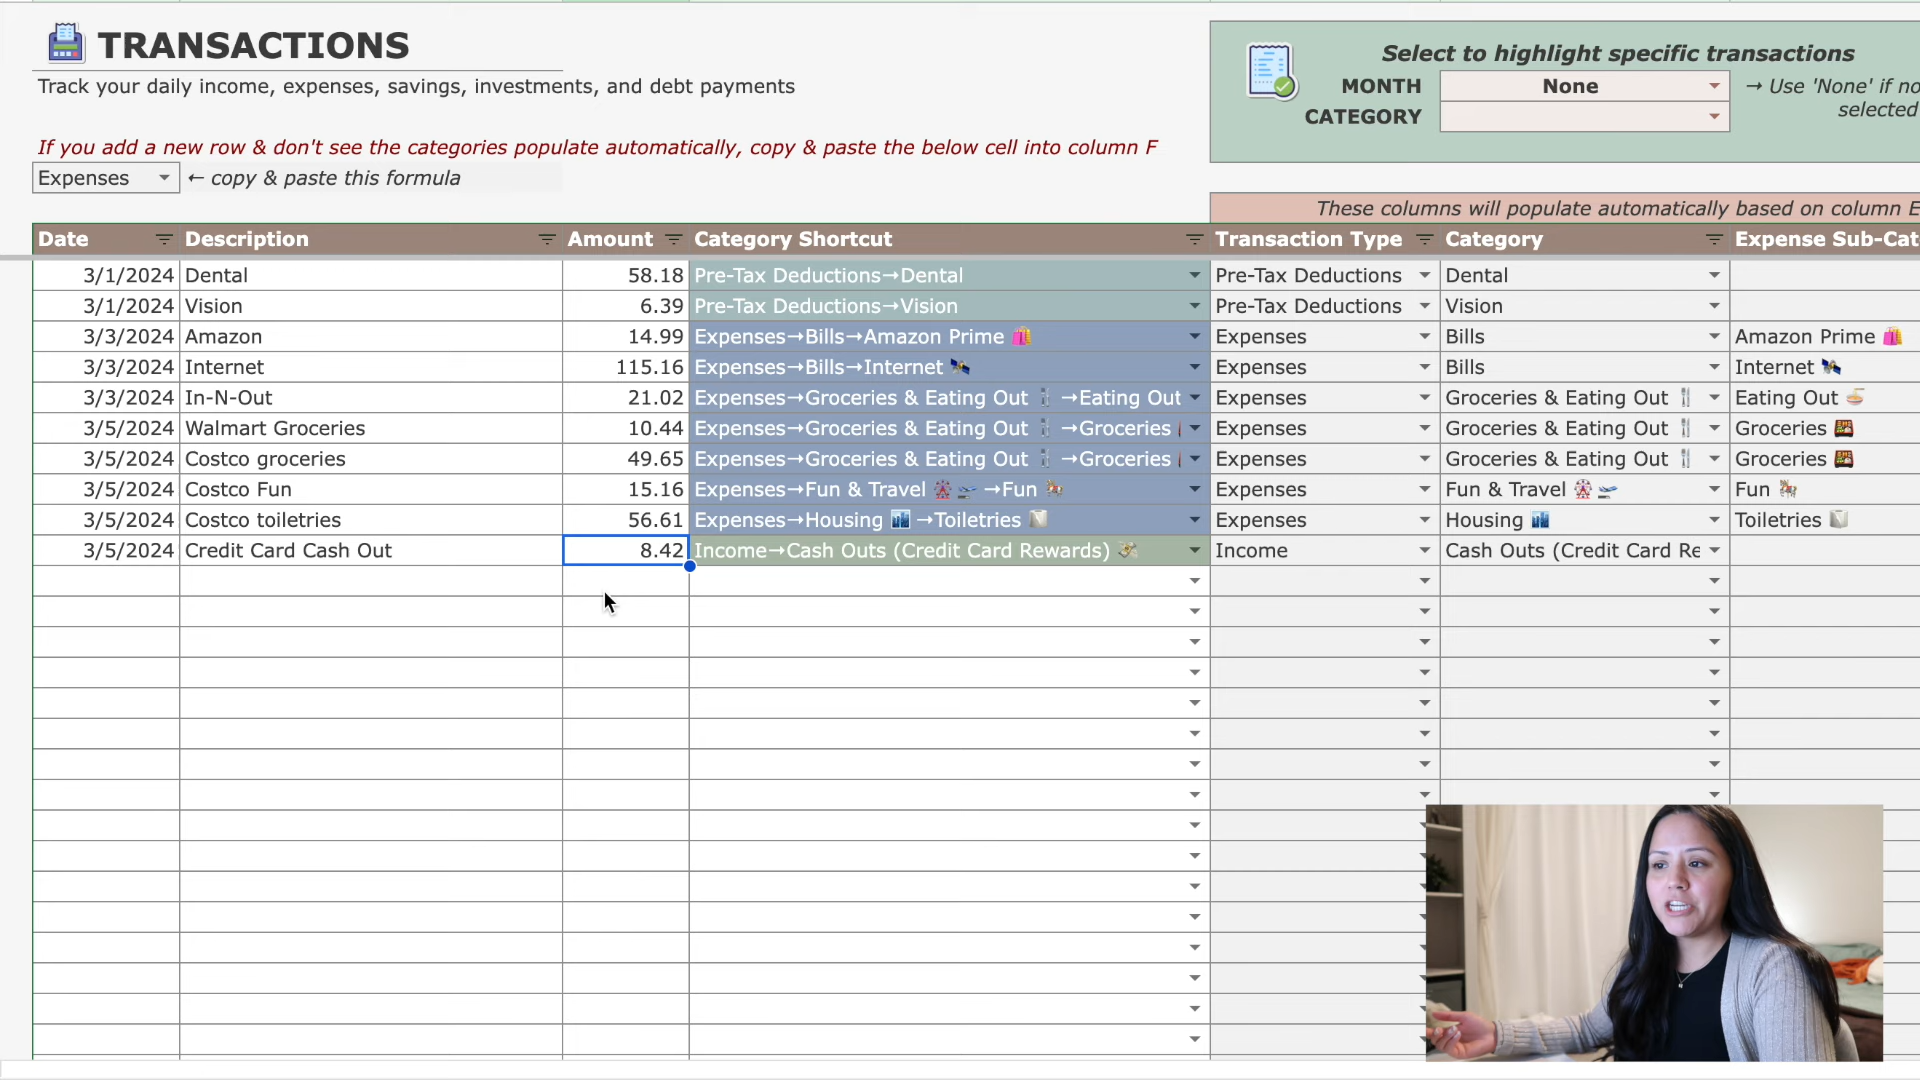 TRANSACTIONS
Track your daily income, expenses, savings, investments, and debt payments
If you add a new row & don't see the categories populate automatically, copy & paste the below cell into column F
Expenses ← copy & paste this formula
Select to highlight specific transactions
MONTH None → Use 'None' if no
selected
CATEGORY
These columns will populate automatically based on column E
Date Description Amount Category Shortcut Transaction Type Category Expense Sub-Cat
3/1/2024 Dental 58.18 Pre-Tax Deductions→Dental Pre-Tax Deductions Dental
3/1/2024 Vision 6.39 Pre-Tax Deductions→Vision Pre-Tax Deductions Vision
3/3/2024 Amazon 14.99 Expenses→Bills→Amazon Prime 🛍️ Expenses Bills Amazon Prime 🛍️
3/3/2024 Internet 115.16 Expenses→Bills→Internet 🛰️ Expenses Bills Internet 🛰️
3/3/2024 In-N-Out 21.02 Expenses→Groceries & Eating Out 🍴 →Eating Out Expenses Groceries & Eating Out 🍴 Eating Out 🍜
3/5/2024 Walmart Groceries 10.44 Expenses→Groceries & Eating Out 🍴 →Groceries Expenses Groceries & Eating Out 🍴 Groceries 🍱
3/5/2024 Costco groceries 49.65 Expenses→Groceries & Eating Out 🍴 →Groceries Expenses Groceries & Eating Out 🍴 Groceries 🍱
3/5/2024 Costco Fun 15.16 Expenses→Fun & Travel 🎡🛫 →Fun 🎠 Expenses Fun & Travel 🎡🛫 Fun 🎠
3/5/2024 Costco toiletries 56.61 Expenses→Housing 🏙️ →Toiletries 🧻 Expenses Housing 🏙️ Toiletries 🧻
3/5/2024 Credit Card Cash Out 8.42 Income→Cash Outs (Credit Card Rewards) 💸 Income Cash Outs (Credit Card Re